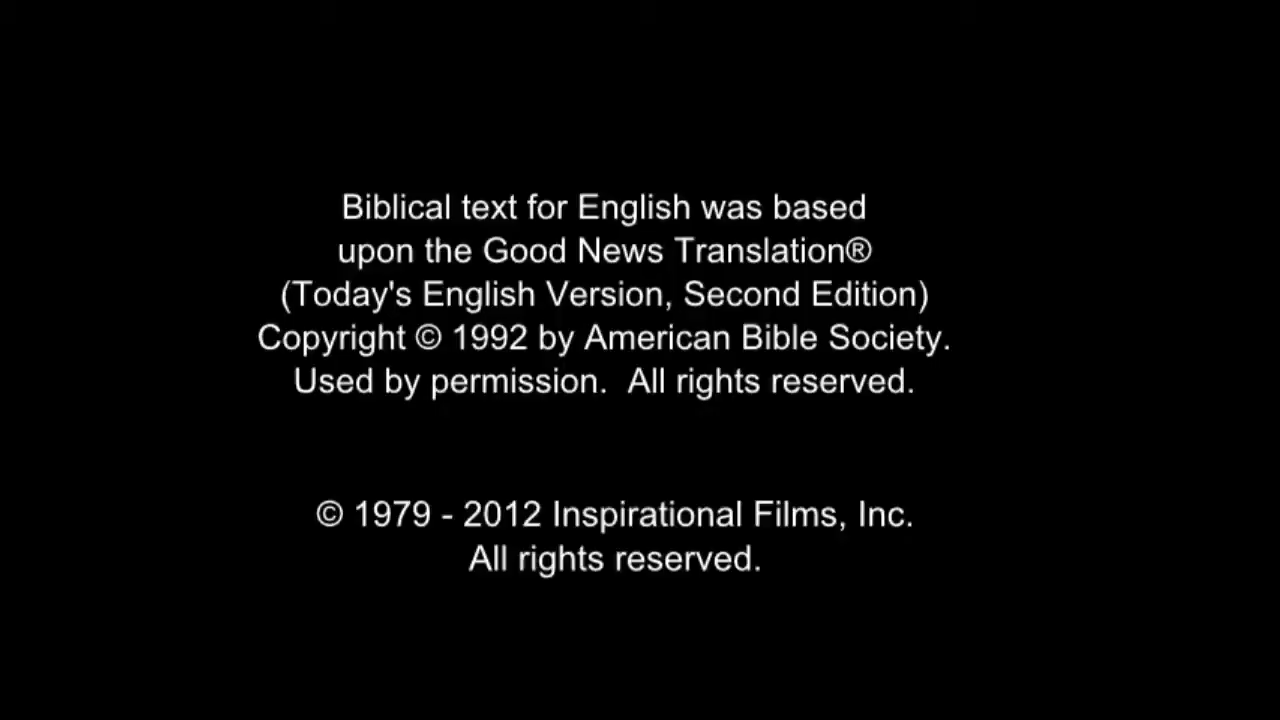 Biblical text for English was based
upon the Good News Translation®
(Today's English Version, Second Edition)
Copyright © 1992 by American Bible Society.
Used by permission.  All rights reserved.
© 1979 - 2012 Inspirational Films, Inc.
All rights reserved.